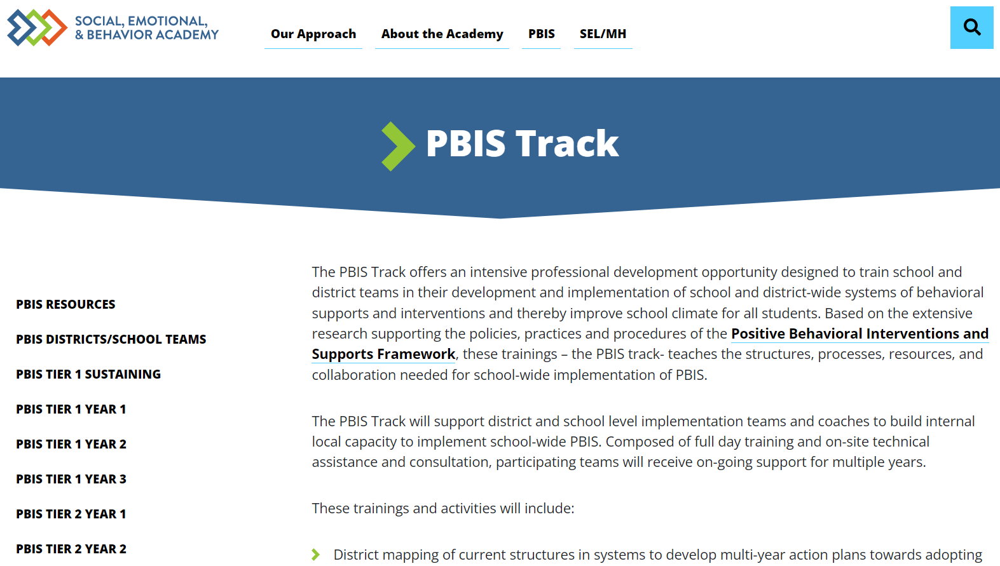 SOCIAL, EMOTIONAL,
& BEHAVIOR ACADEMY
Our Approach
About the Academy
PBIS
SEL/MH
PBIS Track
PBIS RESOURCES
PBIS DISTRICTS/SCHOOL TEAMS
PBIS TIER 1 SUSTAINING
PBIS TIER 1 YEAR 1
PBIS TIER 1 YEAR 2
PBIS TIER 1 YEAR 3
PBIS TIER 2 YEAR 1
PBIS TIER 2 YEAR 2
The PBIS Track offers an intensive professional development opportunity designed to train school and
district teams in their development and implementation of school and district-wide systems of behavioral
supports and interventions and thereby improve school climate for all students. Based on the extensive
research supporting the policies, practices and procedures of the Positive Behavioral Interventions and
Supports Framework, these trainings – the PBIS track- teaches the structures, processes, resources, and
collaboration needed for school-wide implementation of PBIS.
The PBIS Track will support district and school level implementation teams and coaches to build internal
local capacity to implement school-wide PBIS. Composed of full day training and on-site technical
assistance and consultation, participating teams will receive on-going support for multiple years.
These trainings and activities will include:
District mapping of current structures in systems to develop multi-year action plans towards adopting